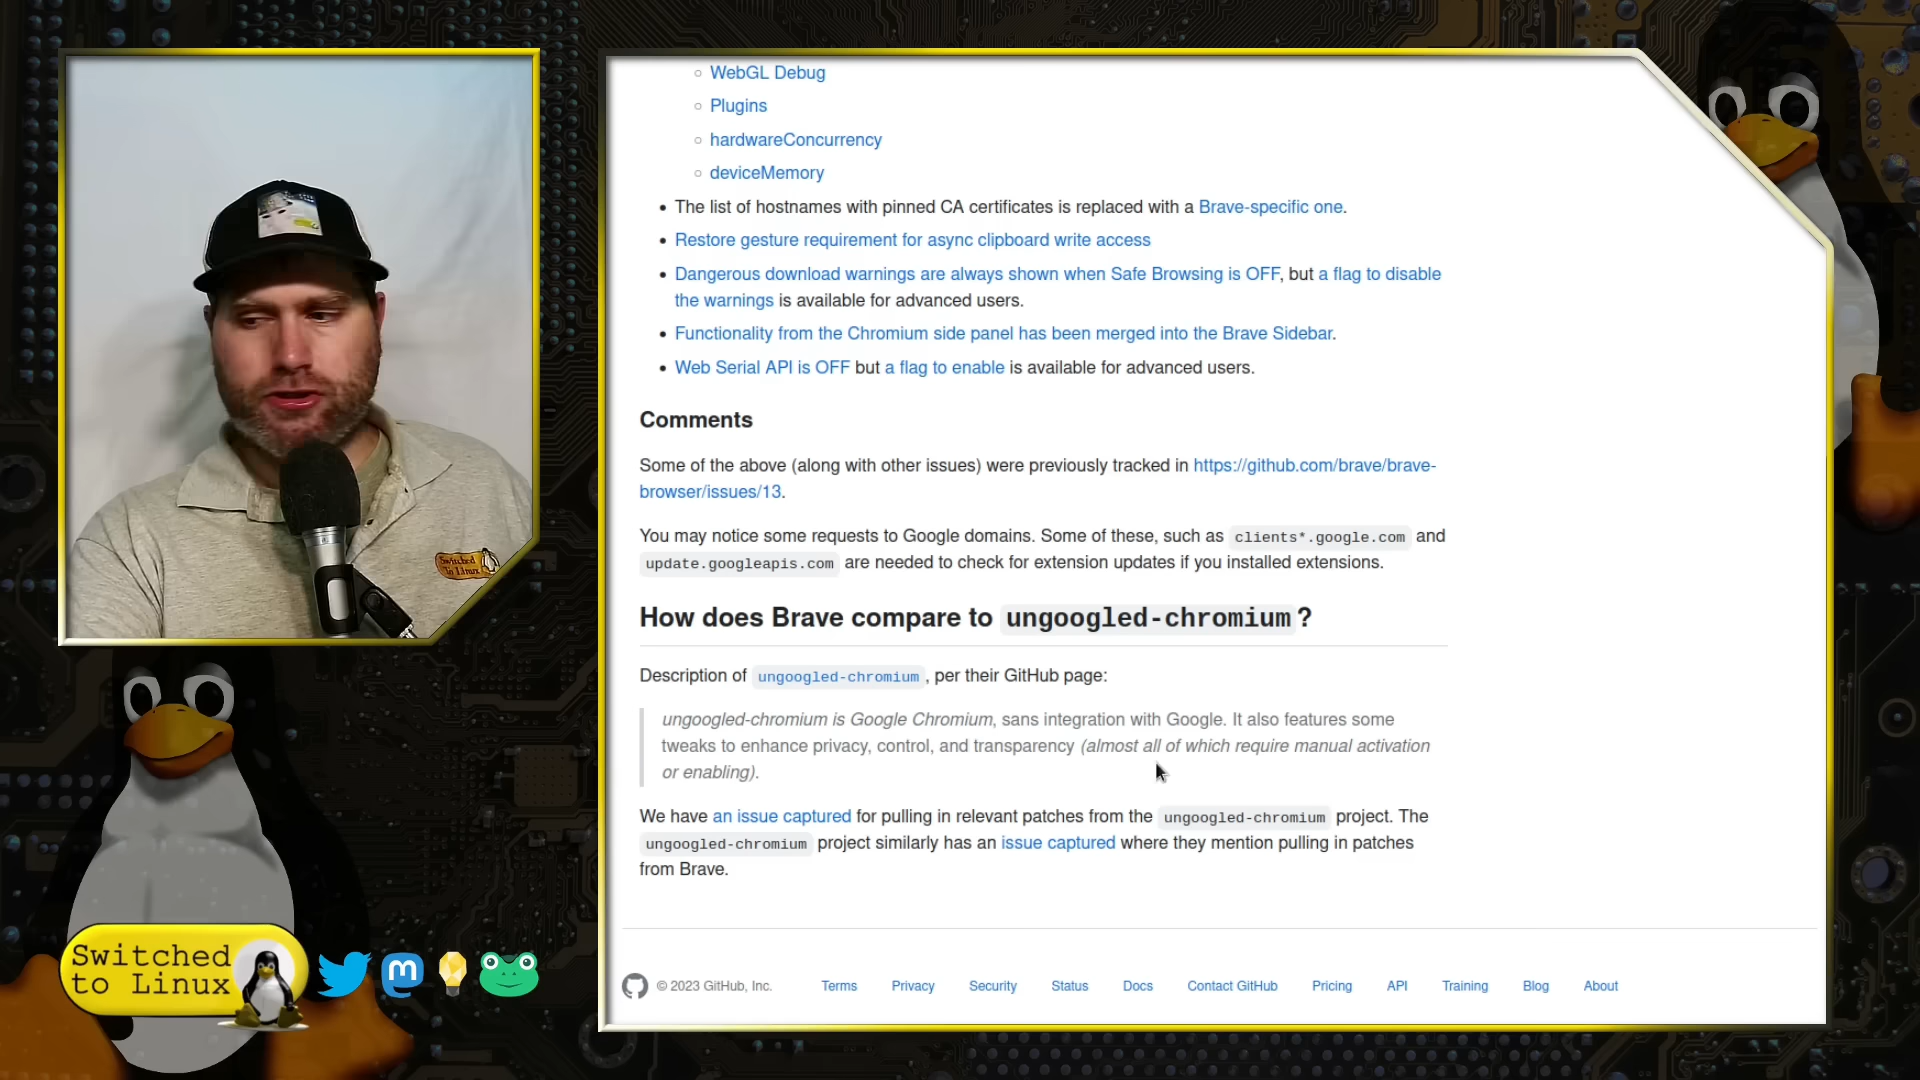 WebGL Debug
Plugins
hardwareConcurrency
deviceMemory
The list of hostnames with pinned CA certificates is replaced with a Brave-specific one.
Restore gesture requirement for async clipboard write access
Dangerous download warnings are always shown when Safe Browsing is OFF, but a flag to disable
the warnings is available for advanced users.
Functionality from the Chromium side panel has been merged into the Brave Sidebar.
Web Serial API is OFF but a flag to enable is available for advanced users.
Comments
Some of the above (along with other issues) were previously tracked in https://github.com/brave/brave-
browser/issues/13.
You may notice some requests to Google domains. Some of these, such as clients*.google.com and
update.googleapis.com are needed to check for extension updates if you installed extensions.
How does Brave compare to ungoogled-chromium?
Description of ungoogled-chromium, per their GitHub page:
ungoogled-chromium is Google Chromium, sans integration with Google. It also features some
tweaks to enhance privacy, control, and transparency (almost all of which require manual activation
or enabling).
We have an issue captured for pulling in relevant patches from the ungoogled-chromium project. The
ungoogled-chromium project similarly has an issue captured where they mention pulling in patches
from Brave.
© 2023 GitHub, Inc. Terms Privacy Security Status Docs Contact GitHub Pricing API Training Blog About
Switched
to Linux
Switched
to Linux